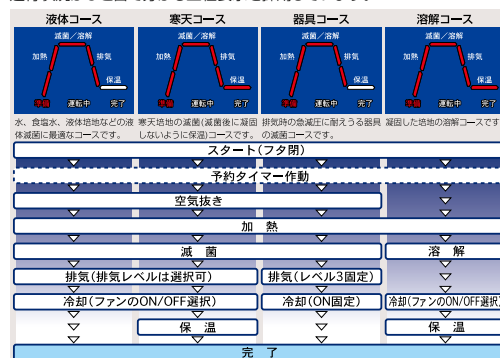 液体コース 寒天コース 器具コース 溶解コース
滅菌/溶解 滅菌/溶解 滅菌/溶解 滅菌/溶解
加熱 排気 加熱 排気 加熱 排気 加熱 排気
保温 保温 保温 保温
準備 運転中 完了 準備 運転中 完了 準備 運転中 完了 準備 運転中 完了
水、食塩水、液体培地などの液体滅菌に最適なコースです。
寒天培地の滅菌(滅菌後に凝固しないように保温)コースです。
排気時の急減圧に耐えうる器具の滅菌コースです。
凝固した培地の溶解コースです
スタート(フタ閉)
予約タイマー作動
空気抜き
加 熱
滅 菌 溶 解
排気(排気レベルは選択可) 排気(レベル3固定)
冷却(ファンのON/OFF選択) 冷却(ON固定) 冷却(ファンのON/OFF選択)
保 温 保 温
完 了